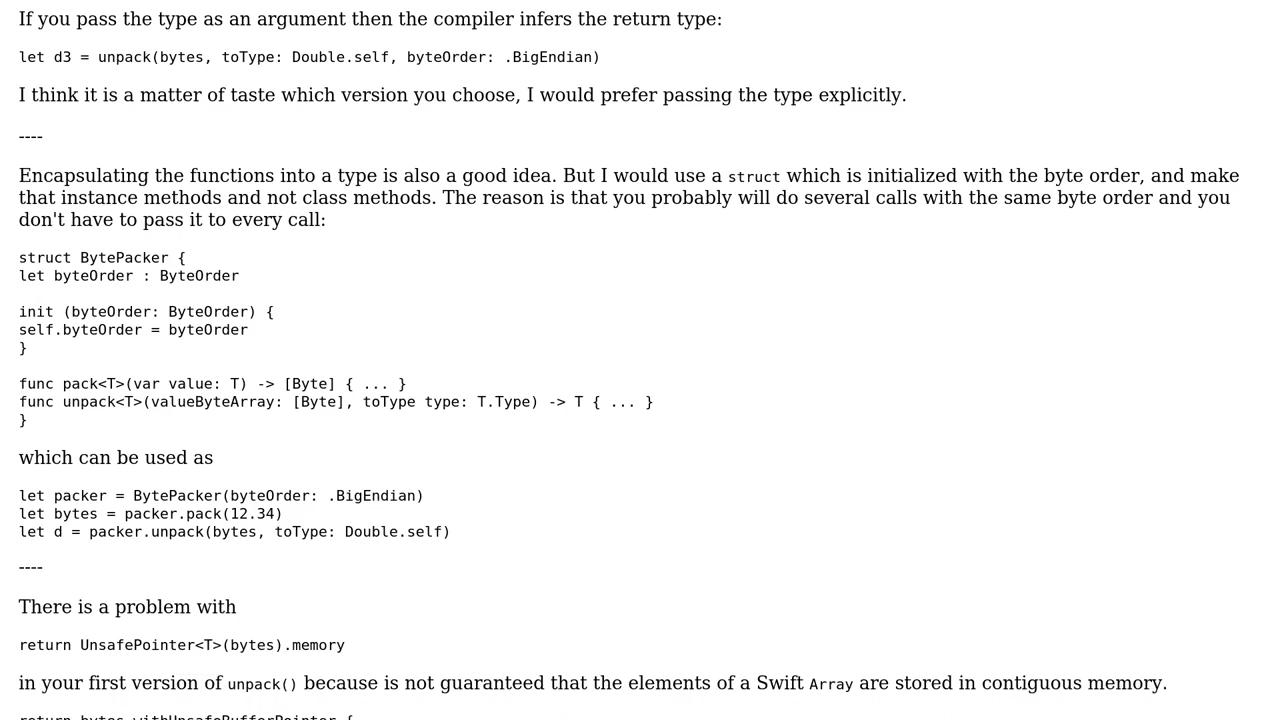 If you pass the type as an argument then the compiler infers the return type:
let d3 = unpack(bytes, toType: Double.self, byteOrder: .BigEndian)
I think it is a matter of taste which version you choose, I would prefer passing the type explicitly.
----
Encapsulating the functions into a type is also a good idea. But I would use a struct which is initialized with the byte order, and make
that instance methods and not class methods. The reason is that you probably will do several calls with the same byte order and you
don't have to pass it to every call:
struct BytePacker {
let byteOrder : ByteOrder
init (byteOrder: ByteOrder) {
self.byteOrder = byteOrder
}
func pack<T>(var value: T) -> [Byte] { ... }
func unpack<T>(valueByteArray: [Byte], toType type: T.Type) -> T { ... }
}
which can be used as
let packer = BytePacker(byteOrder: .BigEndian)
let bytes = packer.pack(12.34)
let d = packer.unpack(bytes, toType: Double.self)
----
There is a problem with
return UnsafePointer<T>(bytes).memory
in your first version of unpack() because is not guaranteed that the elements of a Swift Array are stored in contiguous memory.
return bytes.withUnsafeBufferPointer {